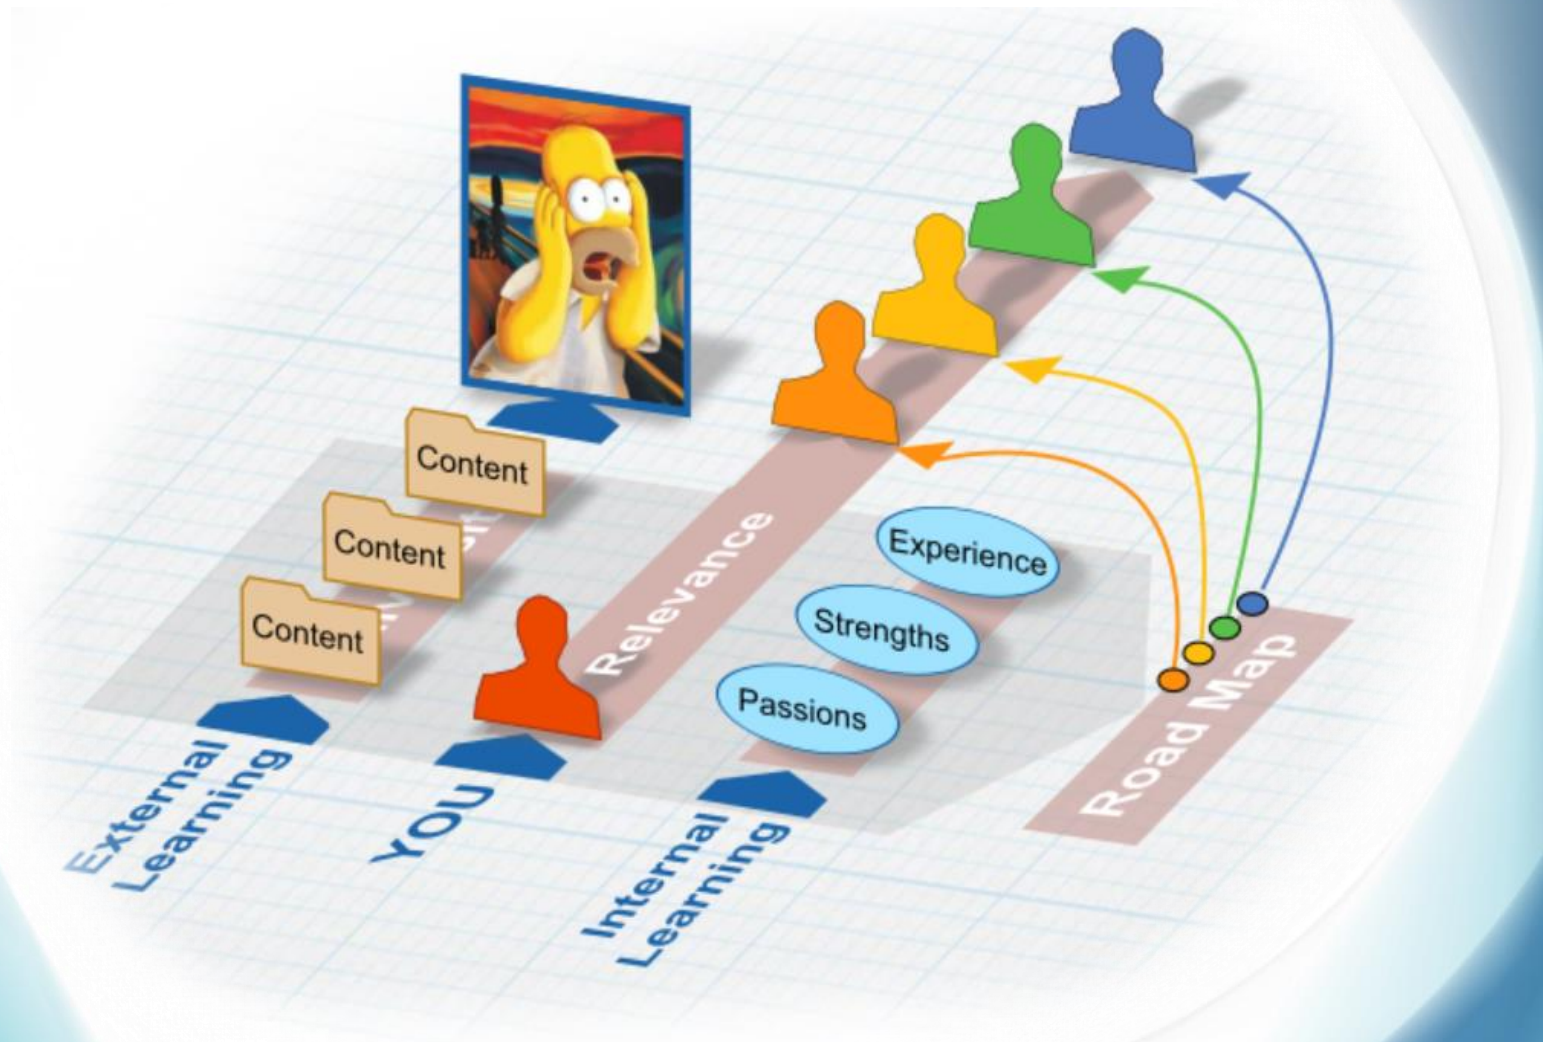 Content
Content
Content
Relevance
Experience
Strengths
Passions
Road Map
External
Learning
YOU
Internal
Learning